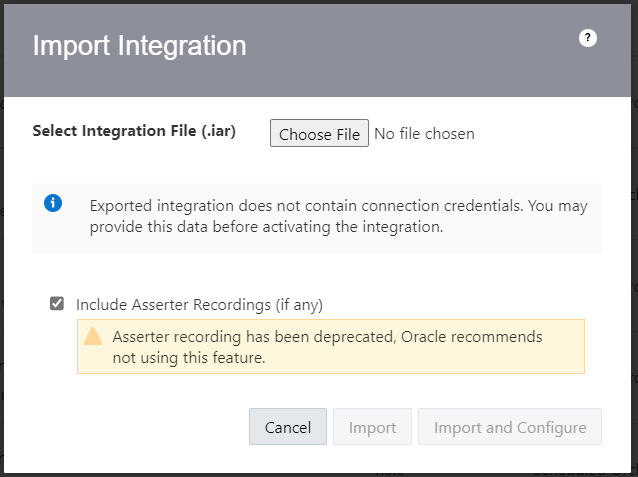 Import Integration
?
Select Integration File (.iar)
Choose File No file chosen
Exported integration does not contain connection credentials. You may
provide this data before activating the integration.
Include Asserter Recordings (if any)
Asserter recording has been deprecated, Oracle recommends
not using this feature.
Cancel
Import
Import and Configure